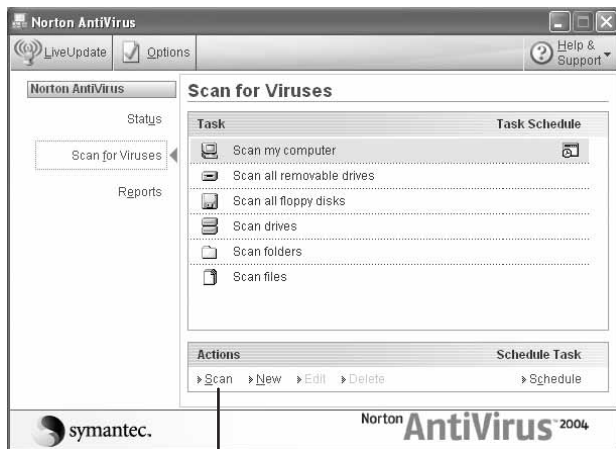 Norton AntiVirus
LiveUpdate
Options
Help & Support
Norton AntiVirus
Status
Scan for Viruses
Reports
Scan for Viruses
Task
Task Schedule
Scan my computer
Scan all removable drives
Scan all floppy disks
Scan drives
Scan folders
Scan files
Actions
Schedule Task
Scan
New
Edit
Delete
Schedule
symantec.
Norton AntiVirus™ 2004